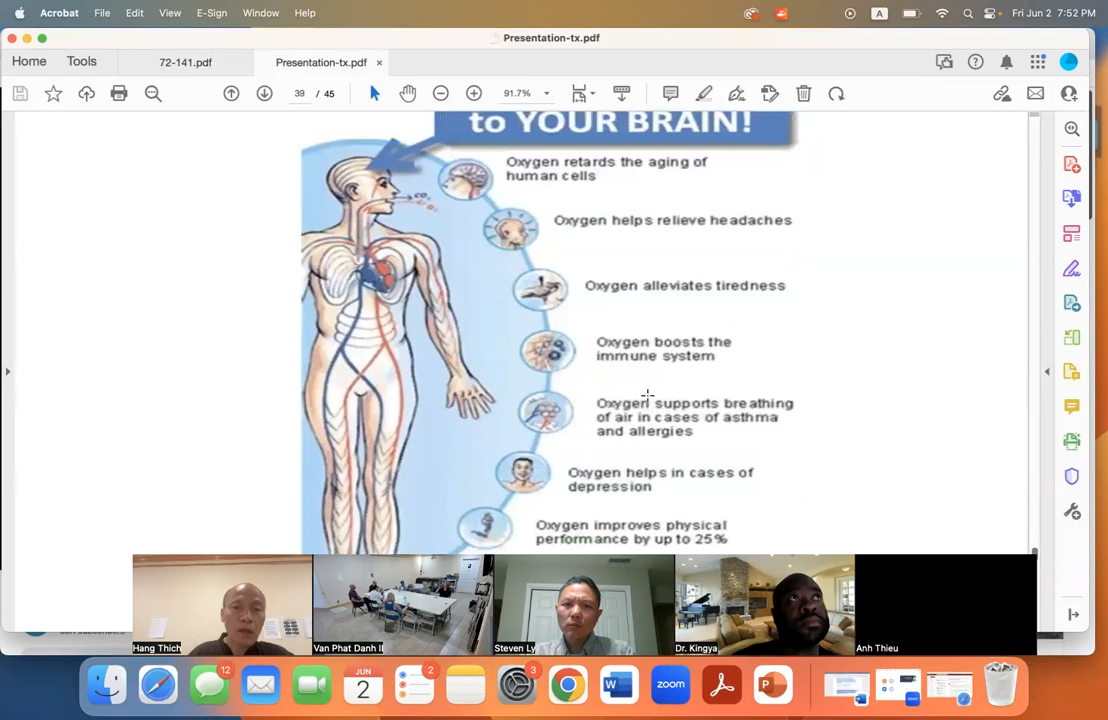 Acrobat File Edit View E-Sign Window Help
A
Fri Jun 2 7:52 PM
Presentation-tx.pdf
Home Tools 72-141.pdf Presentation-tx.pdf ×
39 / 45 91.7%
to YOUR BRAIN!
Oxygen retards the aging of
human cells
Oxygen helps relieve headaches
Oxygen alleviates tiredness
Oxygen boosts the
immune system
Oxygen supports breathing
of air in cases of asthma
and allergies
Oxygen helps in cases of
depression
Oxygen improves physical
performance by up to 25%
Hang Thich
Van Phat Danh II
Steven Ly
Dr. Kingya
Anh Thieu
12
JUN
2
2
3
W
zoom
P